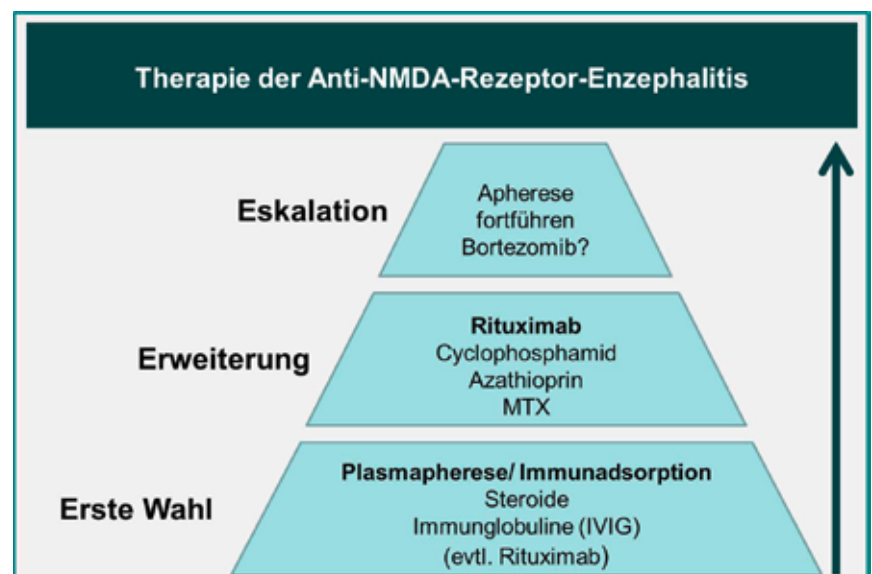 Therapie der Anti-NMDA-Rezeptor-Enzephalitis
Eskalation
Apherese
fortführen
Bortezomib?
Erweiterung
Rituximab
Cyclophosphamid
Azathioprin
MTX
Erste Wahl
Plasmapherese/ Immunadsorption
Steroide
Immunglobuline (IVIG)
(evtl. Rituximab)